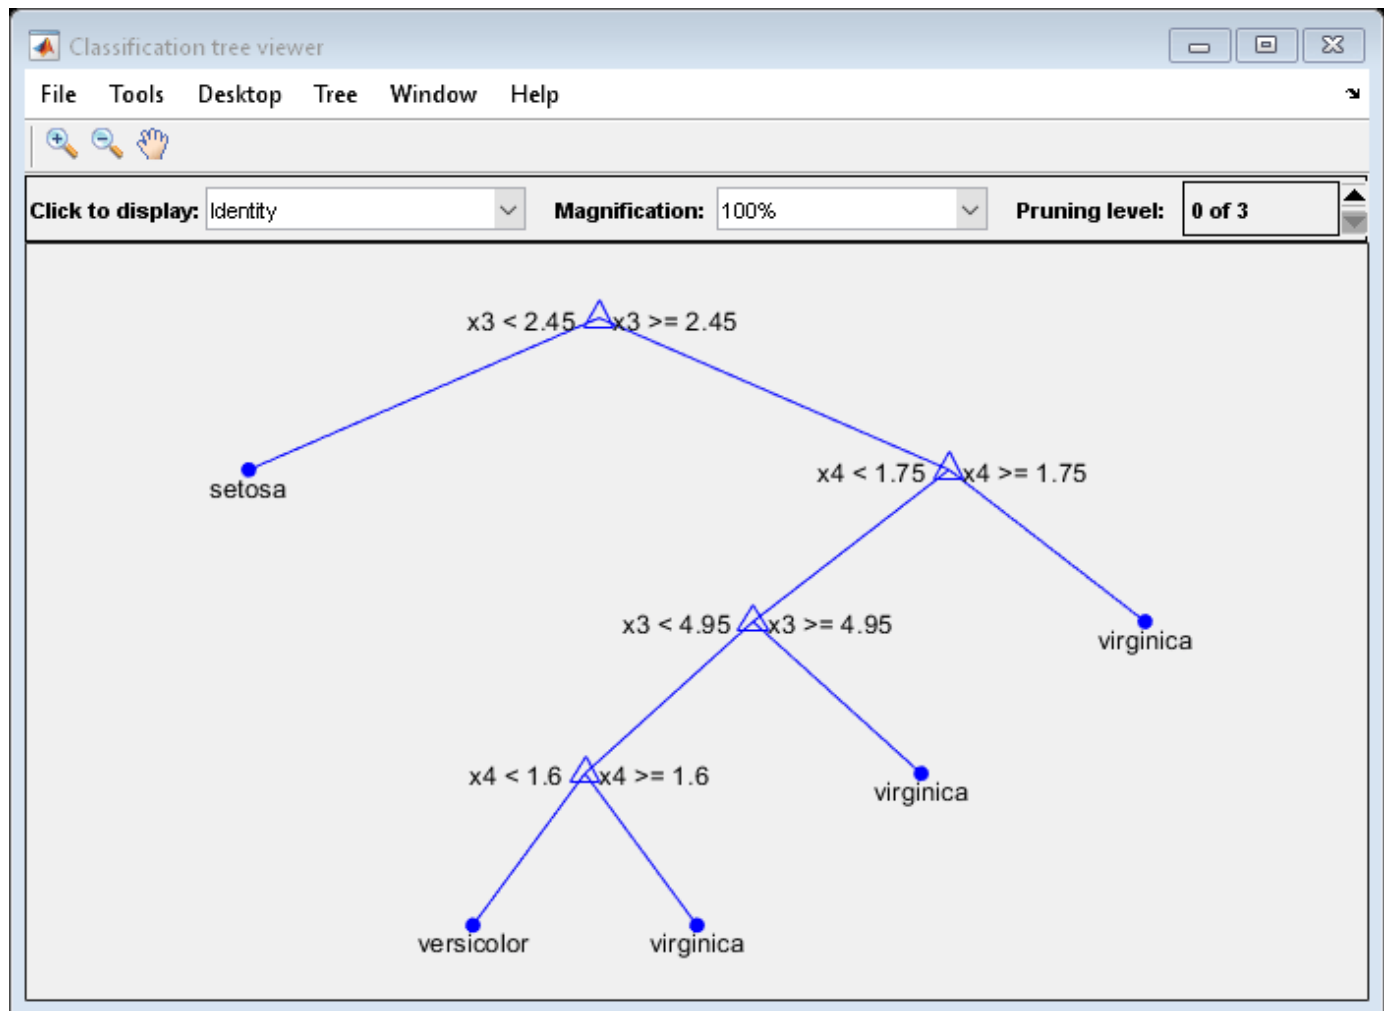 Classification tree viewer
File Tools Desktop Tree Window Help
Click to display: Identity Magnification: 100% Pruning level: 0 of 3
x3 < 2.45 x3 >= 2.45
setosa
x4 < 1.75 x4 >= 1.75
x3 < 4.95 x3 >= 4.95
virginica
x4 < 1.6 x4 >= 1.6
virginica
versicolor virginica